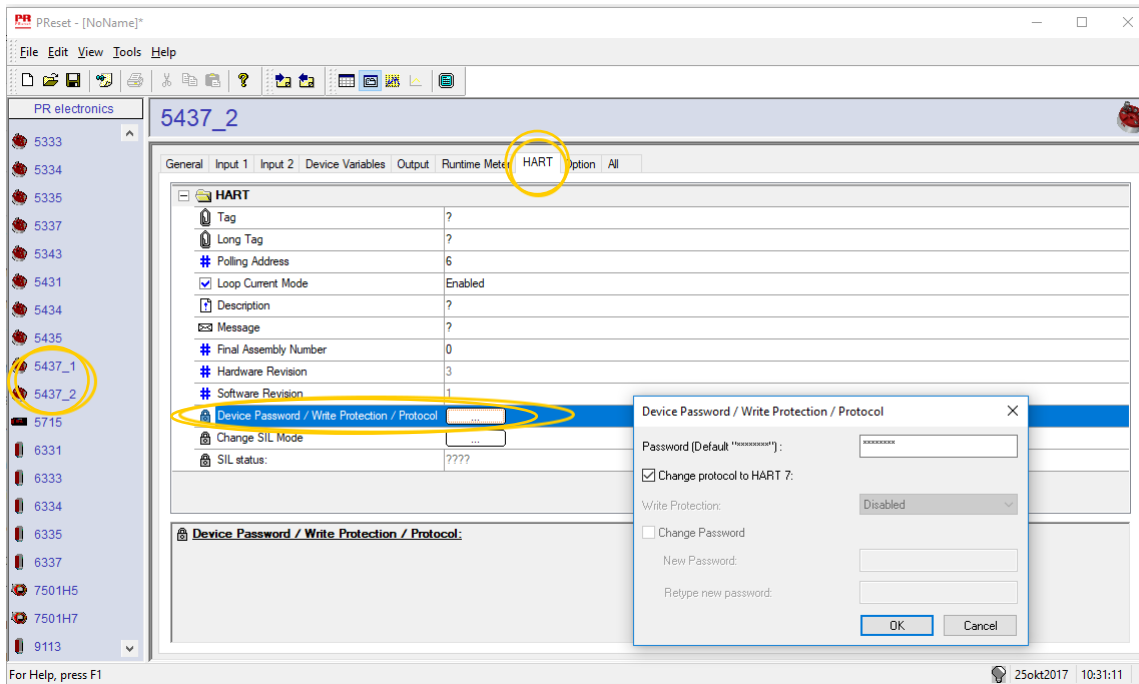 PR PReset - [NoName]*
File Edit View Tools Help
PR electronics
5333
5334
5335
5337
5343
5431
5434
5435
5437_1
5437_2
5715
6331
6333
6334
6335
6337
7501H5
7501H7
9113
5437_2
General Input 1 Input 2 Device Variables Output Runtime Meter HART Option All
HART
Tag ?
Long Tag ?
# Polling Address 6
Loop Current Mode Enabled
Description ?
Message ?
# Final Assembly Number 0
# Hardware Revision 3
# Software Revision 1
Device Password / Write Protection / Protocol ...
Change SIL Mode ...
SIL status: ????
Device Password / Write Protection / Protocol:
Device Password / Write Protection / Protocol
Password (Default "********") : ********
Change protocol to HART 7:
Write Protection: Disabled
Change Password
New Password:
Retype new password:
OK Cancel
For Help, press F1 25okt2017 10:31:11